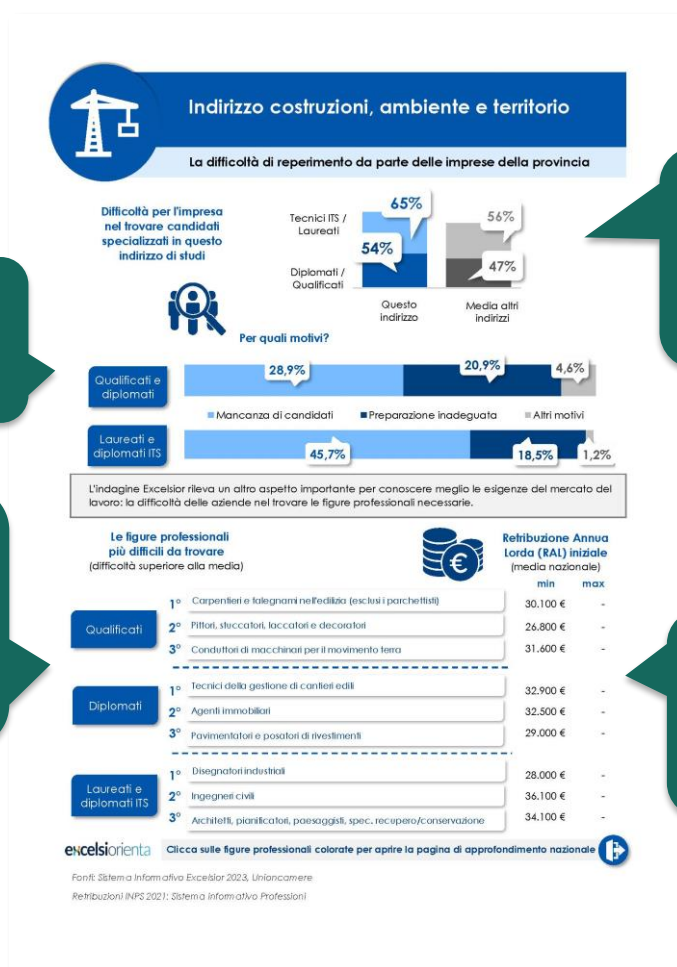 Indirizzo costruzioni, ambiente e territorio
La difficoltà di reperimento da parte delle imprese della provincia
Difficoltà per l'impresa
nel trovare candidati
specializzati in questo
indirizzo di studi
Tecnici ITS /
Laureati
Diplomati /
Qualificati
65%
54%
56%
47%
Questo
indirizzo
Media altri
indirizzi
Per quali motivi?
Qualificati e
diplomati
28,9%
20,9%
4,6%
Mancanza di candidati
Preparazione inadeguata
Altri motivi
Laureati e
diplomati ITS
45,7%
18,5%
1,2%
L'indagine Excelsior rileva un altro aspetto importante per conoscere meglio le esigenze del mercato del
lavoro: la difficoltà delle aziende nel trovare le figure professionali necessarie.
Le figure professionali
più difficili da trovare
(difficoltà superiore alla media)
€
Retribuzione Annua
Lorda (RAL) iniziale
(media nazionale)
min max
Qualificati
1° Carpentieri e falegnami nell'edilizia (esclusi i parchettisti) 30.100 € -
2° Pittori, stuccatori, laccatori e decoratori 26.800 € -
3° Conduttori di macchinari per il movimento terra 31.600 € -
Diplomati
1° Tecnici della gestione di cantieri edili 32.900 € -
2° Agenti immobiliari 32.500 € -
3° Pavimentatori e posatori di rivestimenti 29.000 € -
Laureati e
diplomati ITS
1° Disegnatori industriali 28.000 € -
2° Ingegneri civili 36.100 € -
3° Architetti, pianificatori, paesaggisti, spec. recupero/conservazione 34.100 € -
excelsiorienta Clicca sulle figure professionali colorate per aprire la pagina di approfondimento nazionale
Fonti: Sistema Informativo Excelsior 2023, Unioncamere
Retribuzioni INPS 2021: Sistema informativo Professioni